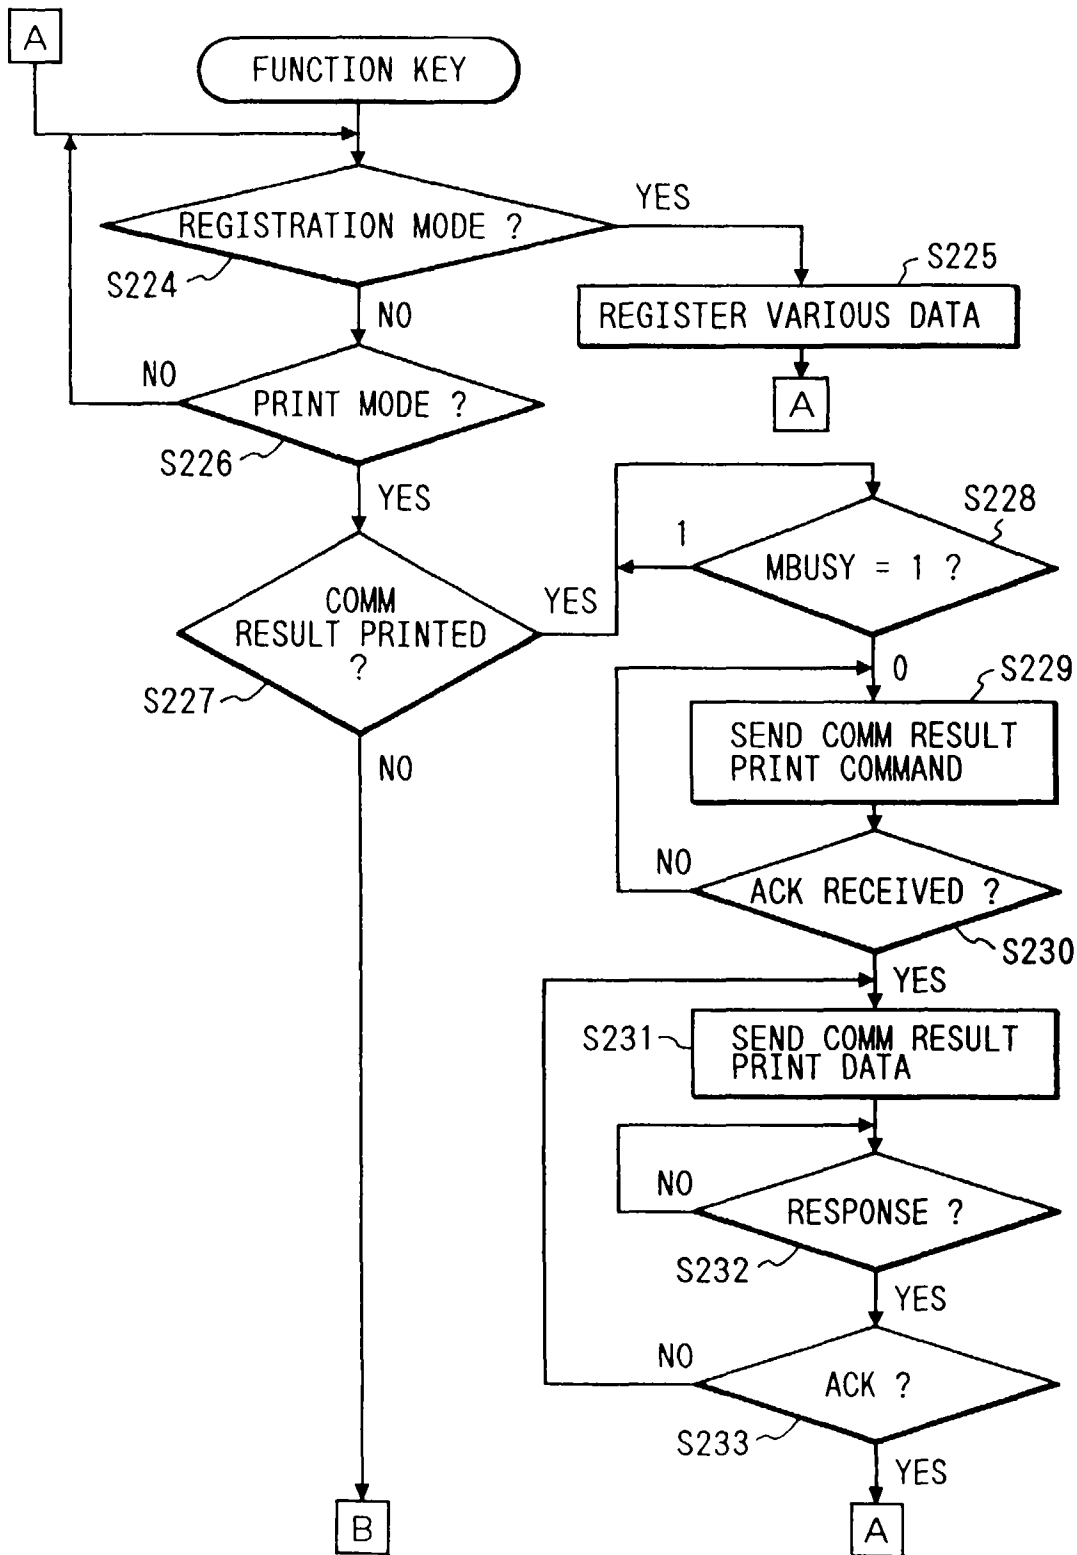 A
FUNCTION KEY
REGISTRATION MODE ?
YES
S224
S225
NO
REGISTER VARIOUS DATA
NO
PRINT MODE ?
A
S226
YES
S228
1
MBUSY = 1 ?
COMM
RESULT PRINTED
?
YES
S227
0
S229
NO
SEND COMM RESULT
PRINT COMMAND
NO
ACK RECEIVED ?
S230
YES
S231
SEND COMM RESULT
PRINT DATA
NO
RESPONSE ?
S232
YES
NO
ACK ?
S233
YES
B
A